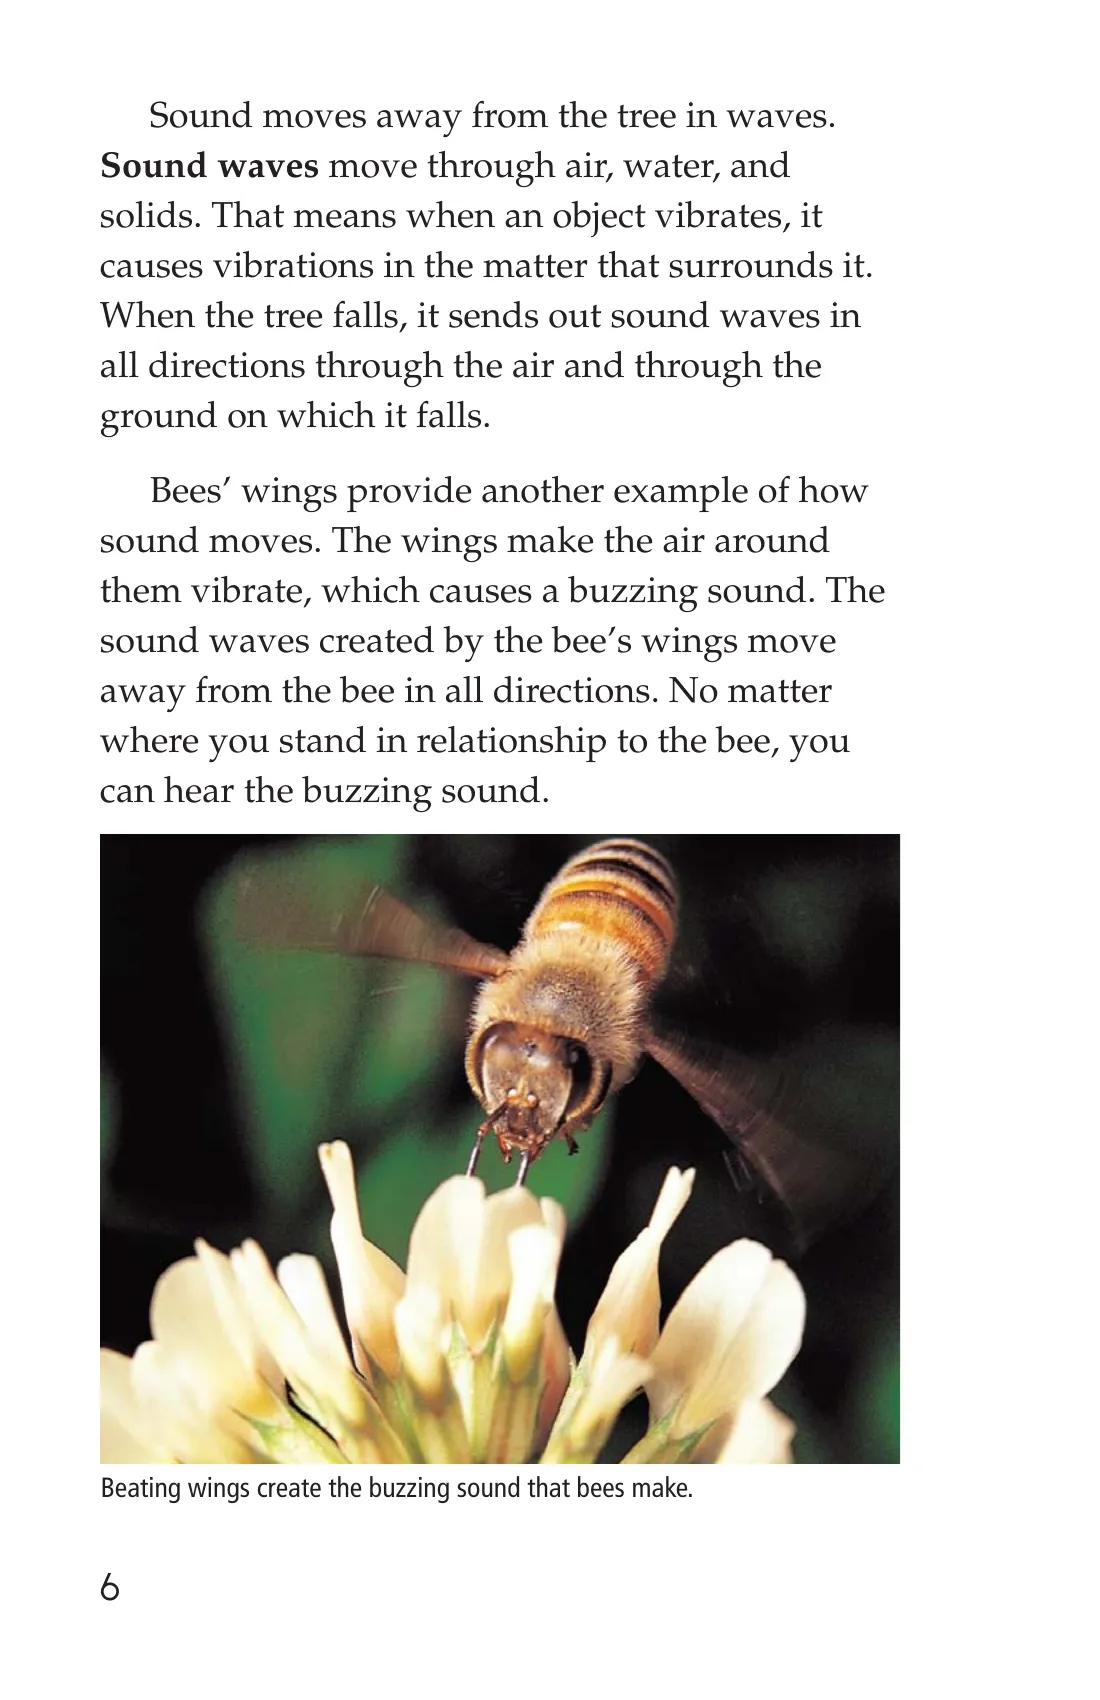 Sound moves away from the tree in waves.
Sound waves move through air, water, and
solids. That means when an object vibrates, it
causes vibrations in the matter that surrounds it.
When the tree falls, it sends out sound waves in
all directions through the air and through the
ground on which it falls.
Bees’ wings provide another example of how
sound moves. The wings make the air around
them vibrate, which causes a buzzing sound. The
sound waves created by the bee’s wings move
away from the bee in all directions. No matter
where you stand in relationship to the bee, you
can hear the buzzing sound.
Beating wings create the buzzing sound that bees make.
6